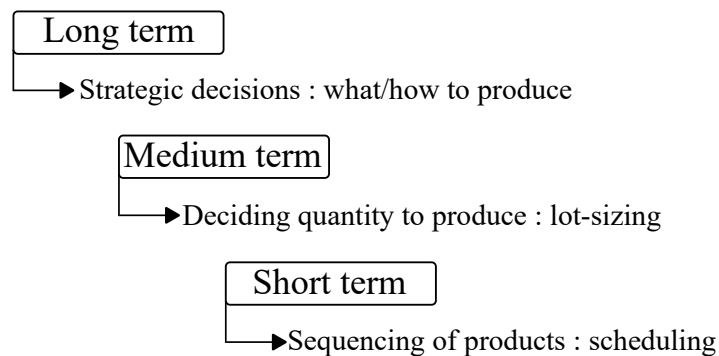 Long term
Strategic decisions : what/how to produce
Medium term
Deciding quantity to produce : lot-sizing
Short term
Sequencing of products : scheduling